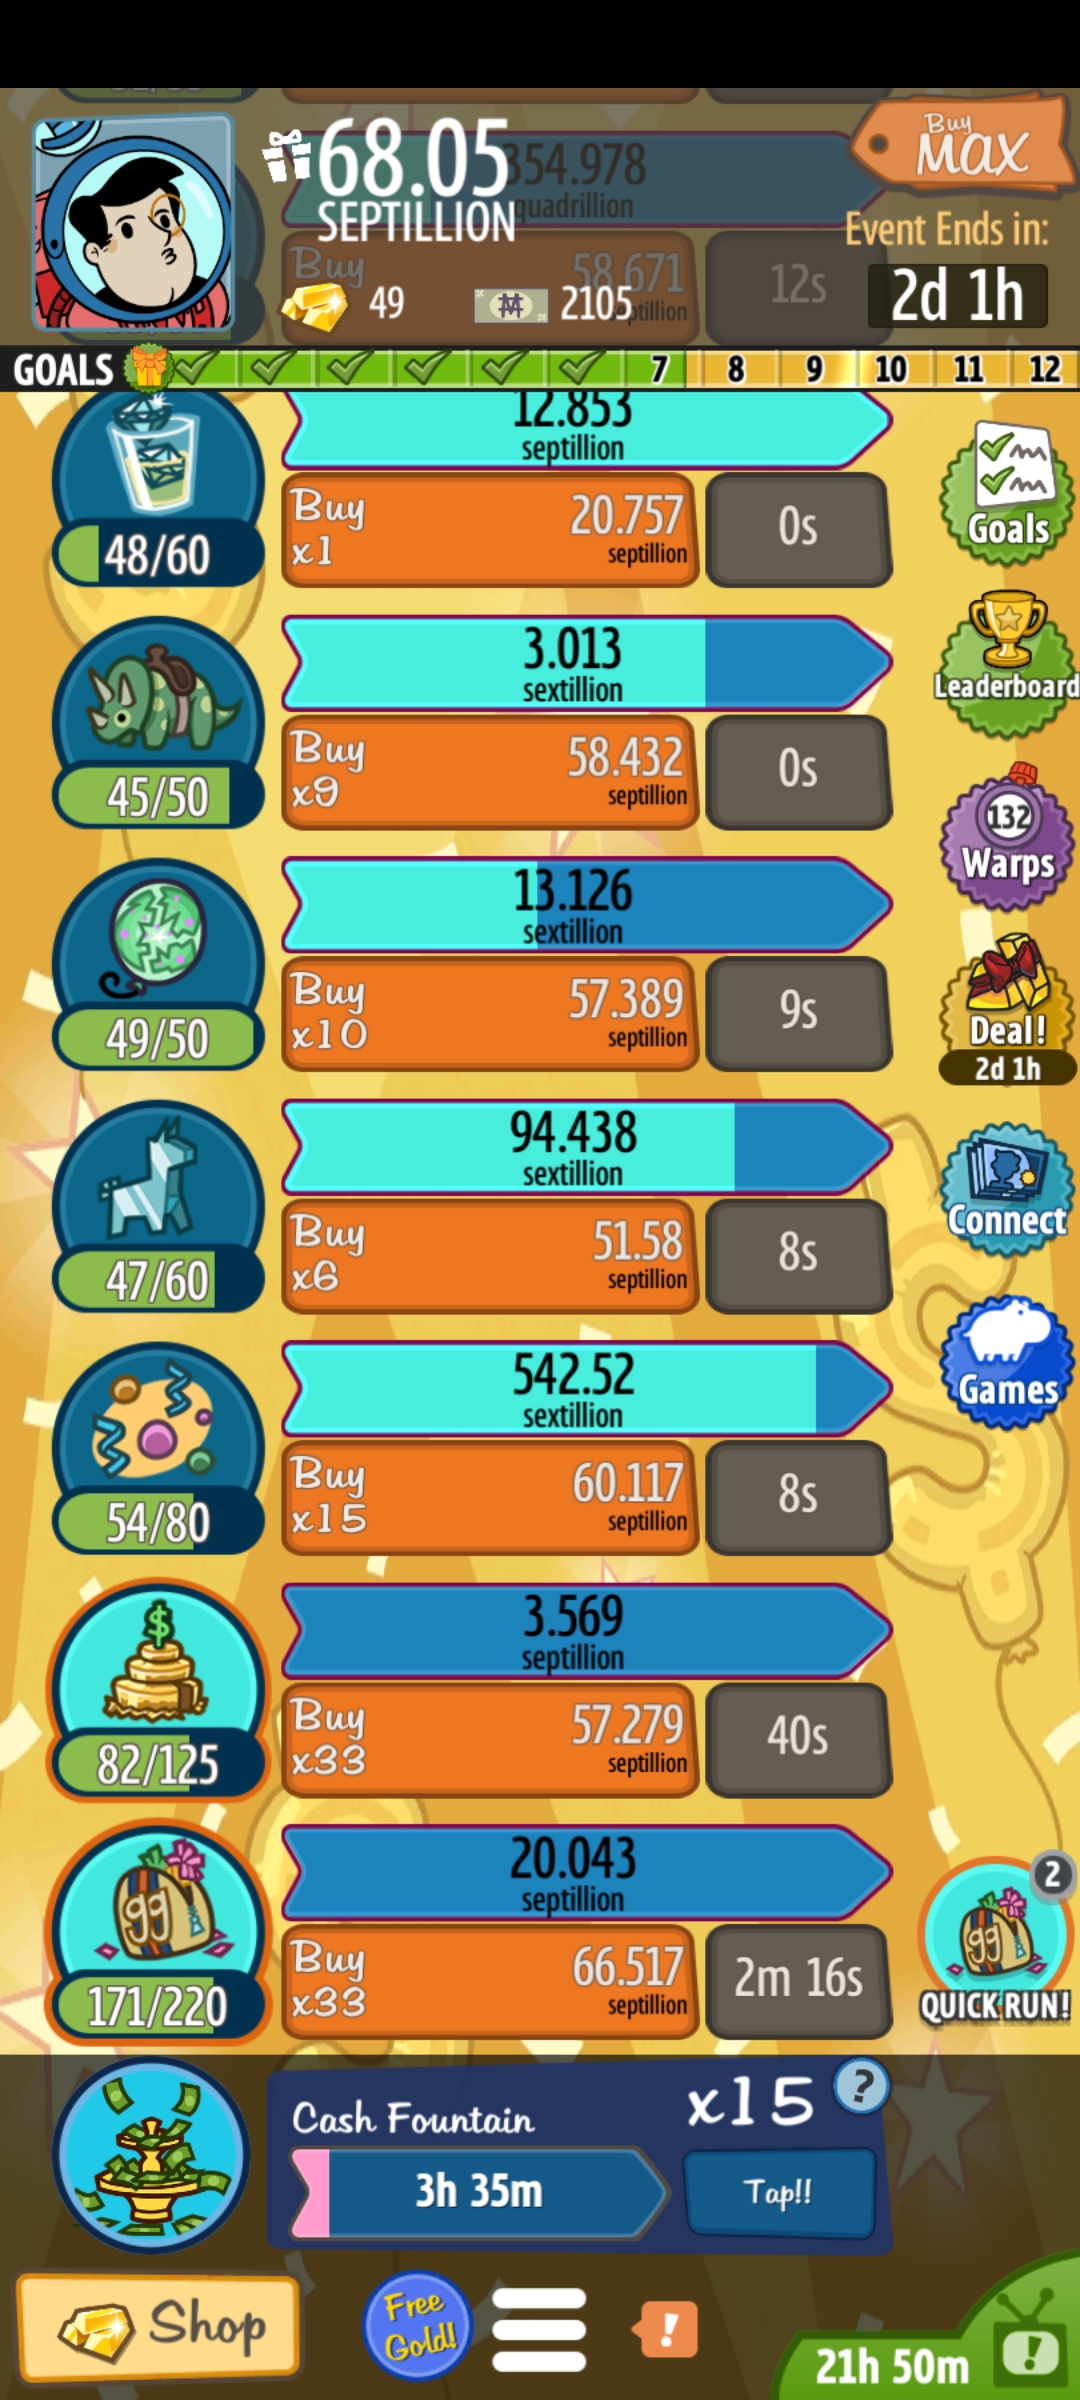 68.05
SEPTILLION
354.978
quadrillion
Buy
MAX
Event Ends in:
2d 1h
Buy
58.671
12s
49
2105
GOALS 7 8 9 10 11 12
12.853
septillion
Buy
x1
20.757
septillion
0s
48/60
Goals
3.013
sextillion
Leaderboard
Buy
x9
58.432
septillion
0s
45/50
132
Warps
13.126
sextillion
Buy
x10
57.389
septillion
9s
49/50
Deal!
2d 1h
94.438
sextillion
Buy
x6
51.58
septillion
8s
47/60
Connect
542.52
sextillion
Games
Buy
x15
60.117
septillion
8s
54/80
$
3.569
septillion
Buy
x33
57.279
septillion
40s
82/125
20.043
septillion
gg
Buy
x33
66.517
septillion
2m 16s
171/220
2
gg
QUICK RUN!
Cash Fountain
x15
?
3h 35m
Tap!!
Shop
Free
Gold!
!
21h 50m
!